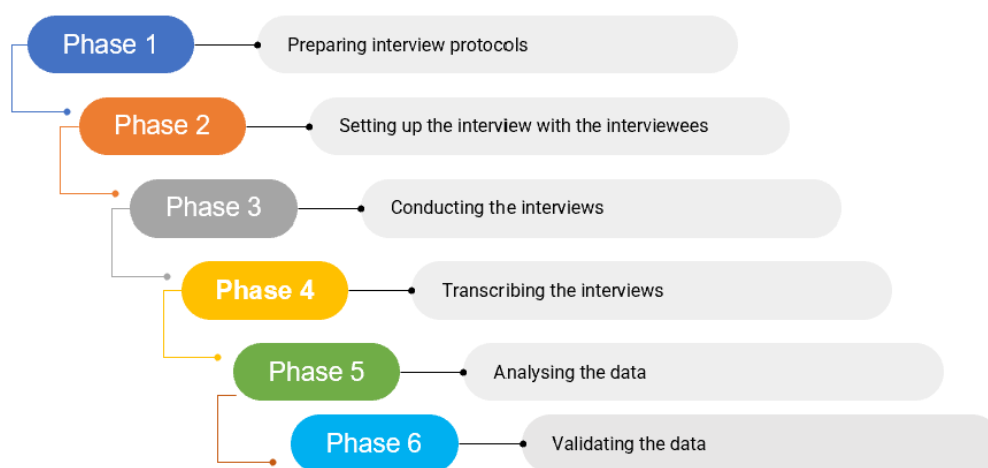 Phase 1
Preparing interview protocols
Phase 2
Setting up the interview with the interviewees
Phase 3
Conducting the interviews
Phase 4
Transcribing the interviews
Phase 5
Analysing the data
Phase 6
Validating the data